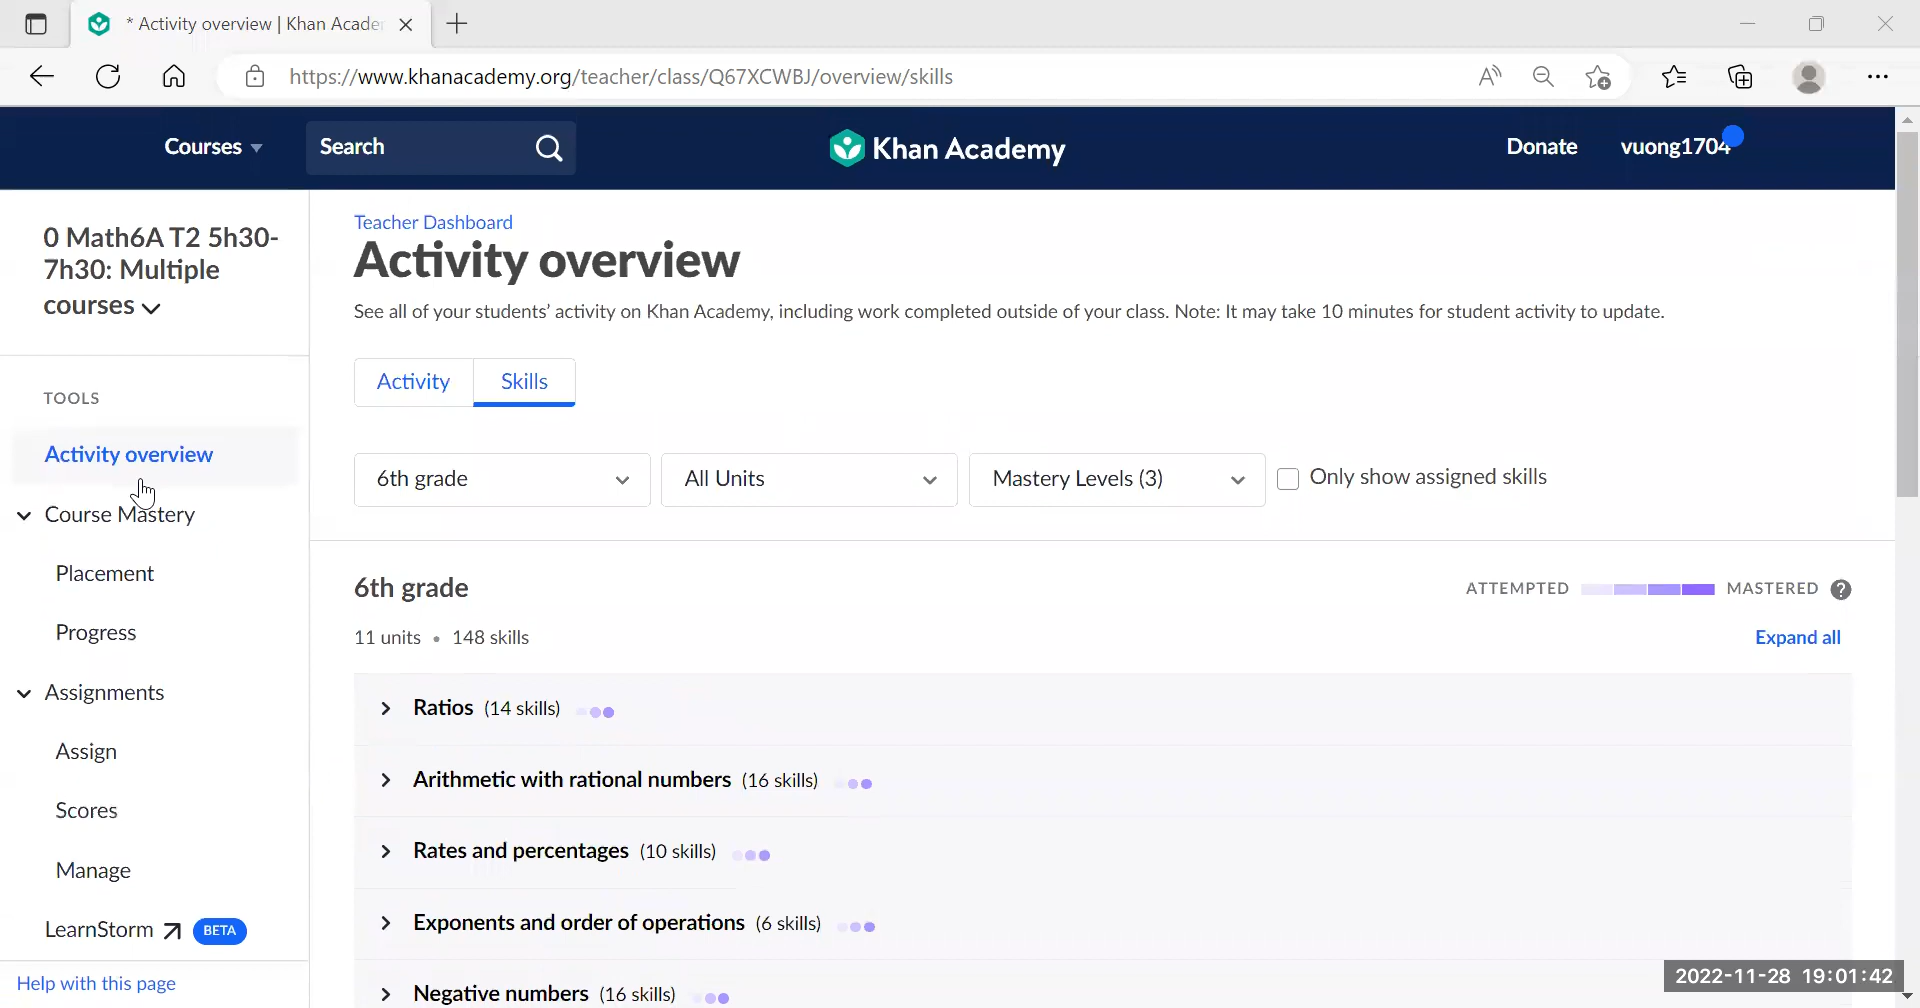 * Activity overview | Khan Acade
https://www.khanacademy.org/teacher/class/Q67XCWBJ/overview/skills
Courses
Search
Khan Academy
Donate
vuong1704
0 Math6A T2 5h30-
7h30: Multiple
courses
TOOLS
Activity overview
Course Mastery
Placement
Progress
Assignments
Assign
Scores
Manage
LearnStorm BETA
Help with this page
Teacher Dashboard
Activity overview
See all of your students' activity on Khan Academy, including work completed outside of your class. Note: It may take 10 minutes for student activity to update.
Activity
Skills
6th grade
All Units
Mastery Levels (3)
Only show assigned skills
6th grade
ATTEMPTED
MASTERED ?
11 units • 148 skills
Expand all
Ratios (14 skills)
Arithmetic with rational numbers (16 skills)
Rates and percentages (10 skills)
Exponents and order of operations (6 skills)
Negative numbers (16 skills)
2022-11-28 19:01:42